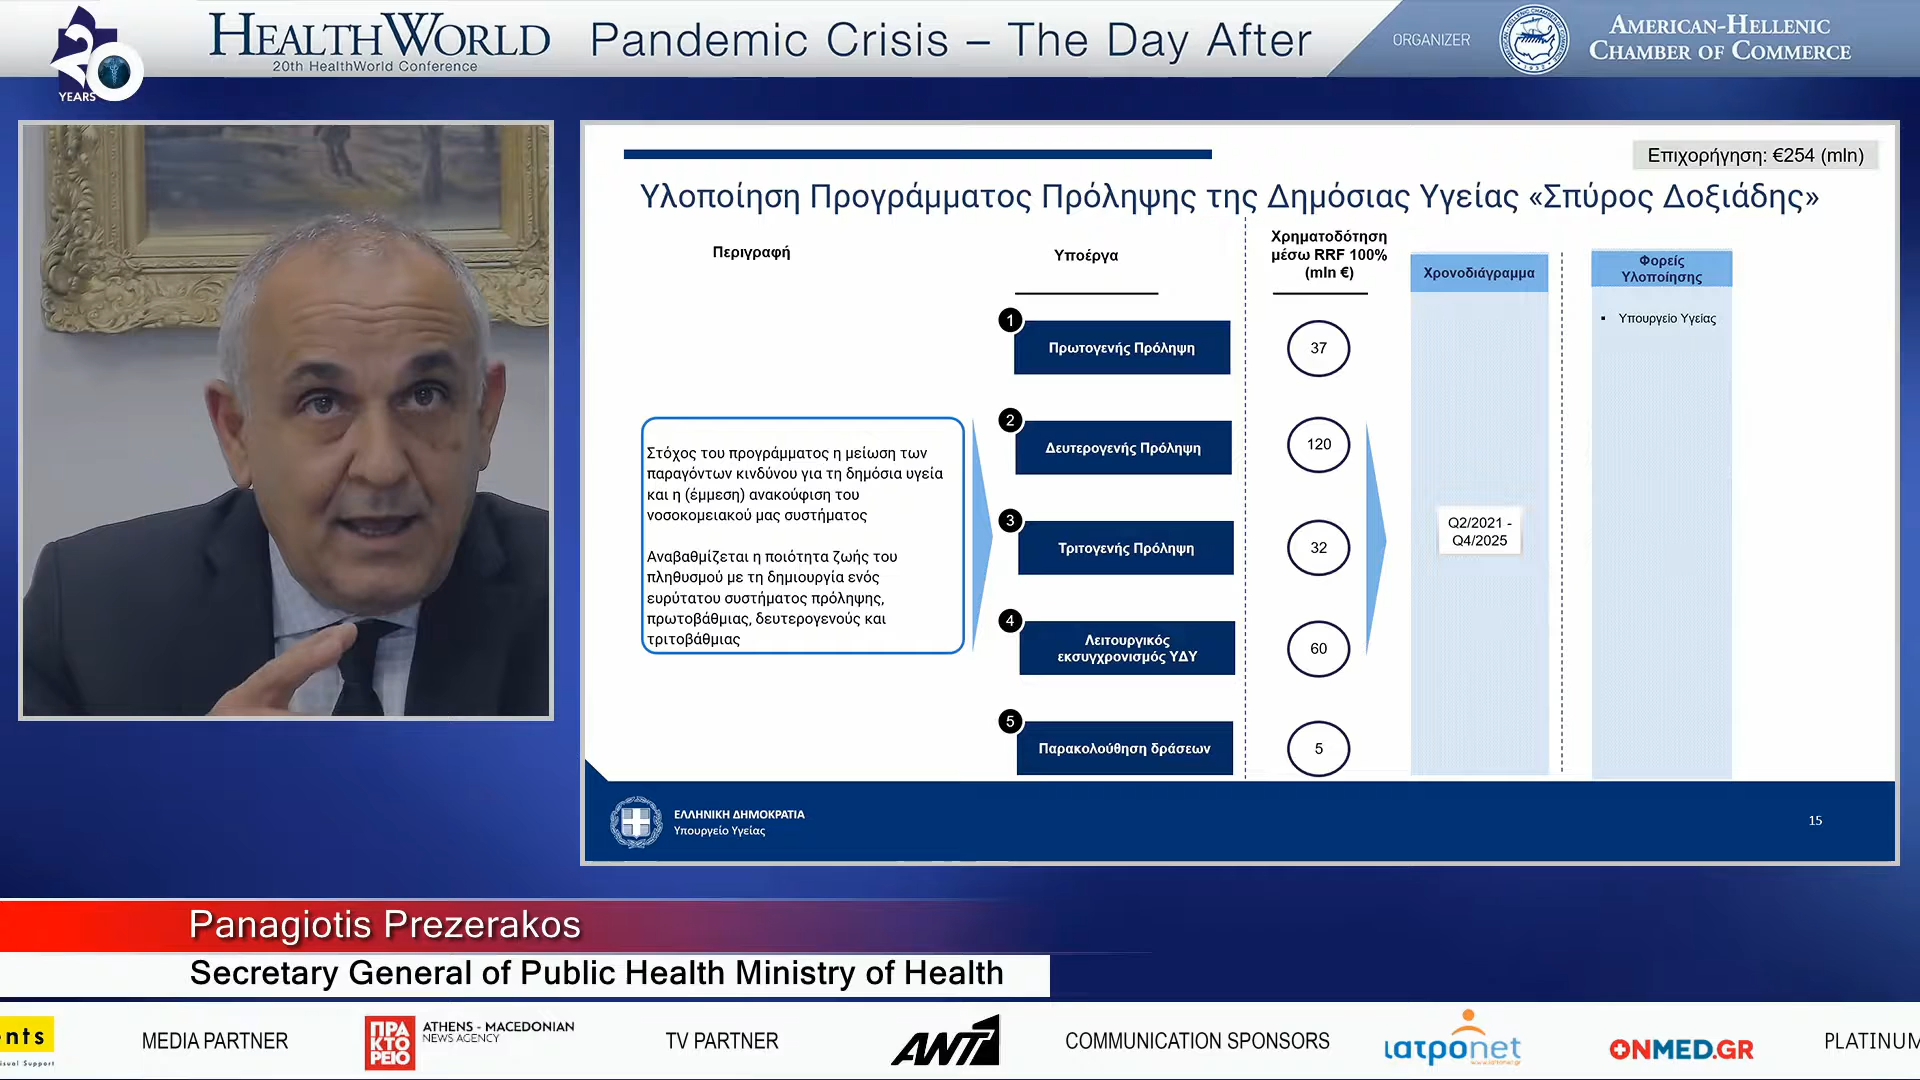 20
YEARS
HEALTHWORLD
20th HealthWorld Conference
Pandemic Crisis – The Day After
ORGANIZER
AMERICAN-HELLENIC
CHAMBER OF COMMERCE
Επιχορήγηση: €254 (mln)
Υλοποίηση Προγράμματος Πρόληψης της Δημόσιας Υγείας «Σπύρος Δοξιάδης»
Περιγραφή
Υποέργα
Χρηματοδότηση
μέσω RRF 100%
(mln €)
Χρονοδιάγραμμα
Φορείς
Υλοποίησης
Στόχος του προγράμματος η μείωση των
παραγόντων κινδύνου για τη δημόσια υγεία
και η (έμμεση) ανακούφιση του
νοσοκομειακού μας συστήματος
Αναβαθμίζεται η ποιότητα ζωής του
πληθυσμού με τη δημιουργία ενός
ευρύτατου συστήματος πρόληψης,
πρωτοβάθμιας, δευτερογενούς και
τριτοβάθμιας
1
Πρωτογενής Πρόληψη
37
2
Δευτερογενής Πρόληψη
120
3
Τριτογενής Πρόληψη
32
4
Λειτουργικός
εκσυγχρονισμός ΥΔΥ
60
5
Παρακολούθηση δράσεων
5
Q2/2021 -
Q4/2025
▪ Υπουργείο Υγείας
ΕΛΛΗΝΙΚΗ ΔΗΜΟΚΡΑΤΙΑ
Υπουργείο Υγείας
15
Panagiotis Prezerakos
Secretary General of Public Health Ministry of Health
nts
MEDIA PARTNER
ΠΡΑ
ΚΤΟ
ΡΕΙΟ
ATHENS - MACEDONIAN
NEWS AGENCY
TV PARTNER
ANT1
COMMUNICATION SPONSORS
ιατρonet
ONMED.GR
PLATINUM